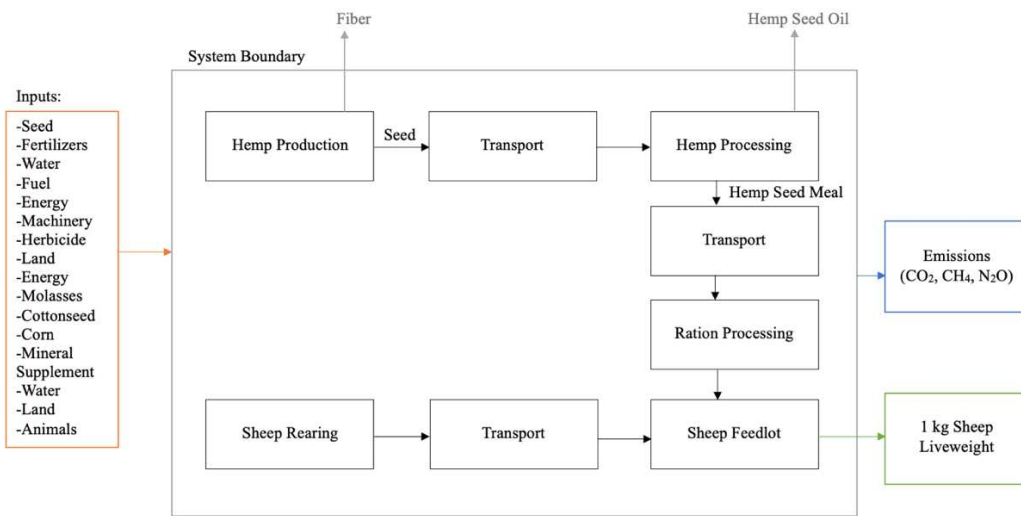 Fiber
Hemp Seed Oil
System Boundary
Inputs:
-Seed
-Fertilizers
-Water
-Fuel
-Energy
-Machinery
-Herbicide
-Land
-Energy
-Molasses
-Cottonseed
-Corn
-Mineral
Supplement
-Water
-Land
-Animals
Hemp Production
Seed
Transport
Hemp Processing
Hemp Seed Meal
Transport
Ration Processing
Sheep Rearing
Transport
Sheep Feedlot
Emissions
(CO₂, CH₄, N₂O)
1 kg Sheep
Liveweight